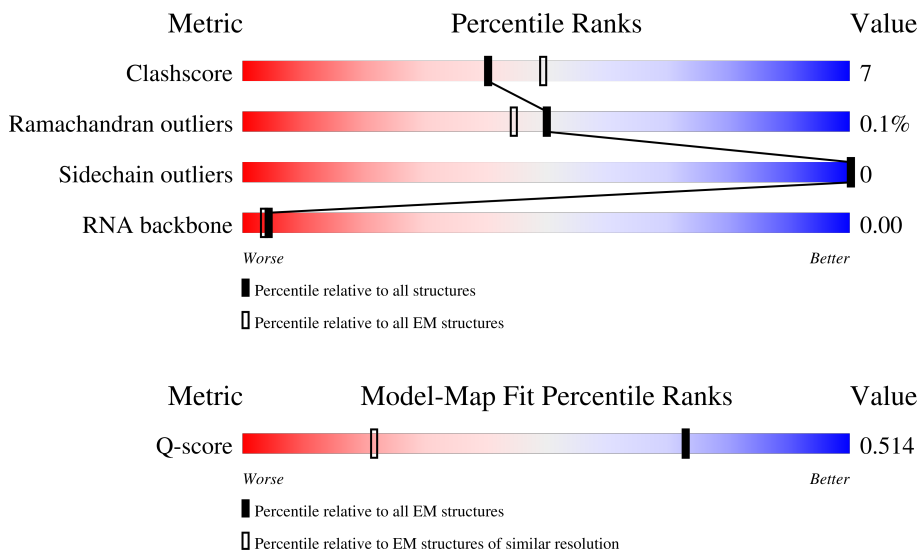 Metric Percentile Ranks Value
Clashscore 7
Ramachandran outliers 0.1%
Sidechain outliers 0
RNA backbone 0.00
Worse Better
Percentile relative to all structures
Percentile relative to all EM structures
Metric Model-Map Fit Percentile Ranks Value
Q-score 0.514
Worse Better
Percentile relative to all EM structures
Percentile relative to EM structures of similar resolution